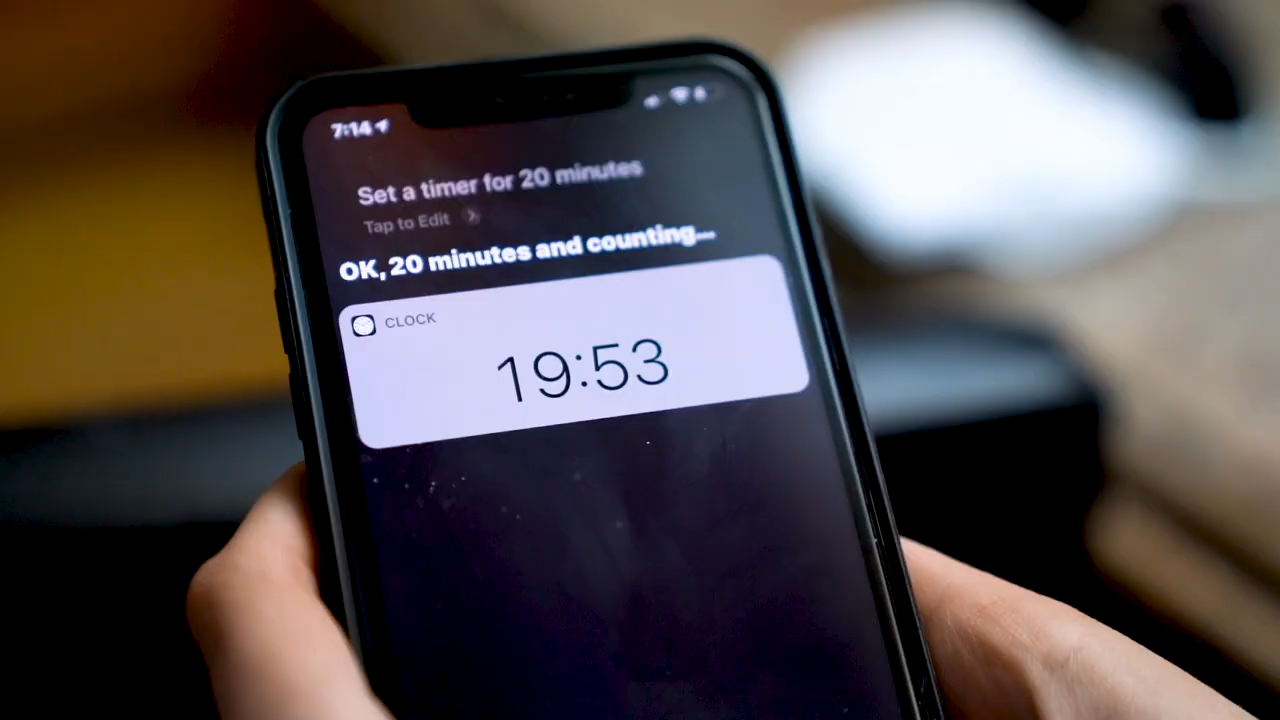 7:14
Set a timer for 20 minutes
Tap to Edit
OK, 20 minutes and counting...
CLOCK
19:53